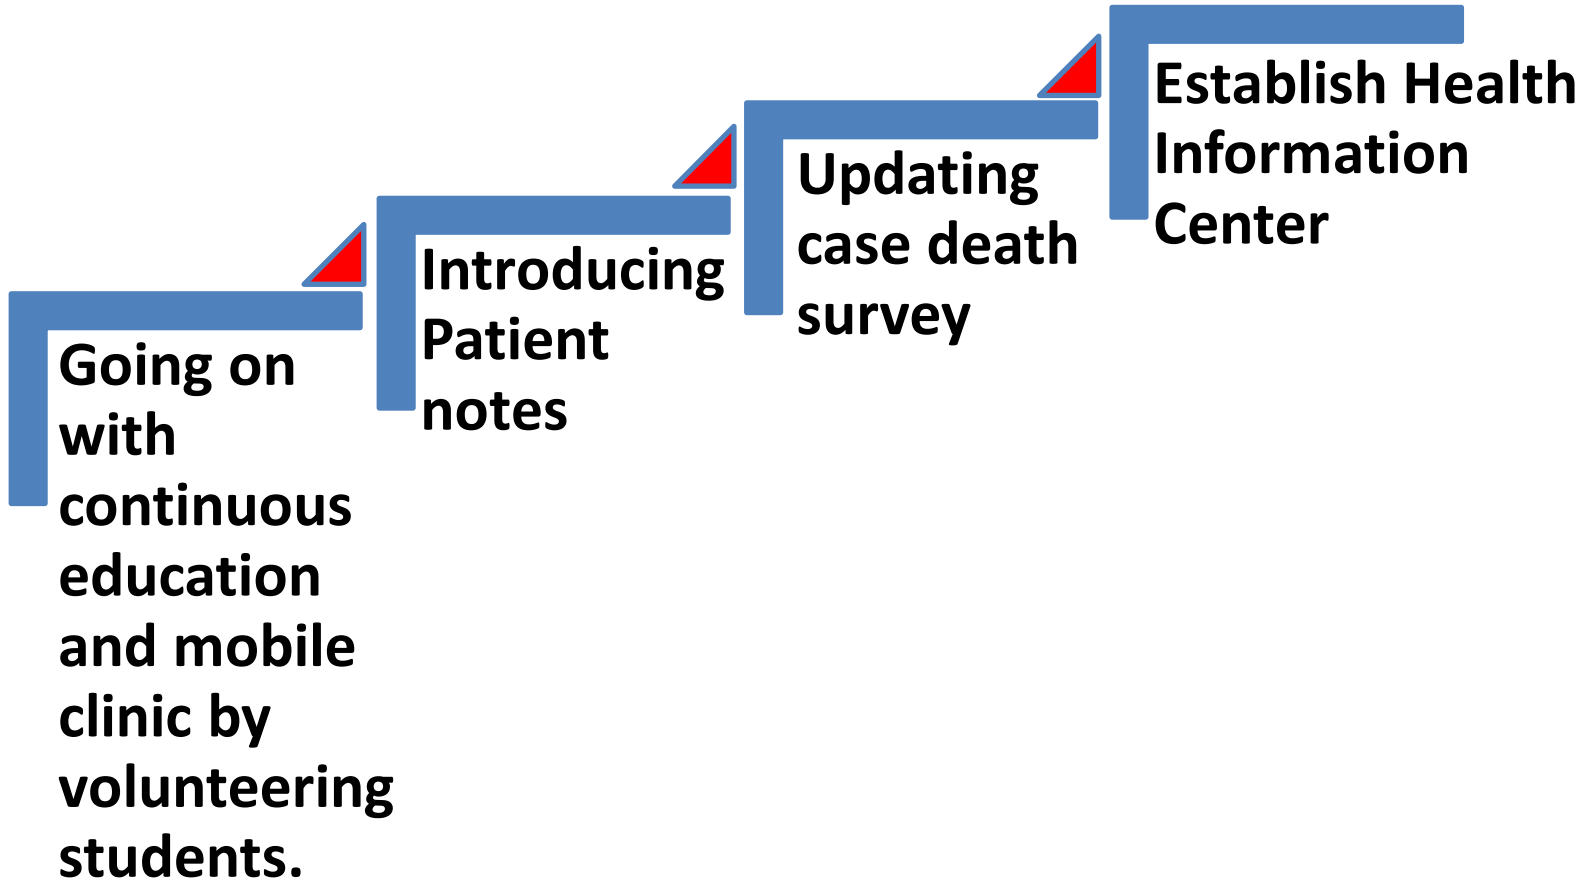 Going on
with
continuous
education
and mobile
clinic by
volunteering
students.
Introducing
Patient
notes
Updating
case death
survey
Establish Health
Information
Center